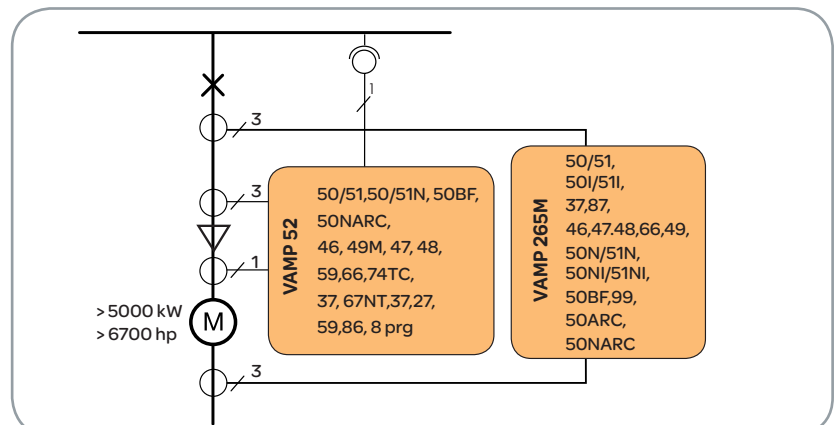 1
3
3
1
3
> 5000 kW
> 6700 hp
M
VAMP 52
50/51,50/51N, 50BF,
50NARC,
46, 49M, 47, 48,
59,66,74TC,
37, 67NT,37,27,
59,86, 8 prg
VAMP 265M
50/51,
50I/51I,
37,87,
46,47.48,66,49,
50N/51N,
50NI/51NI,
50BF,99,
50ARC,
50NARC